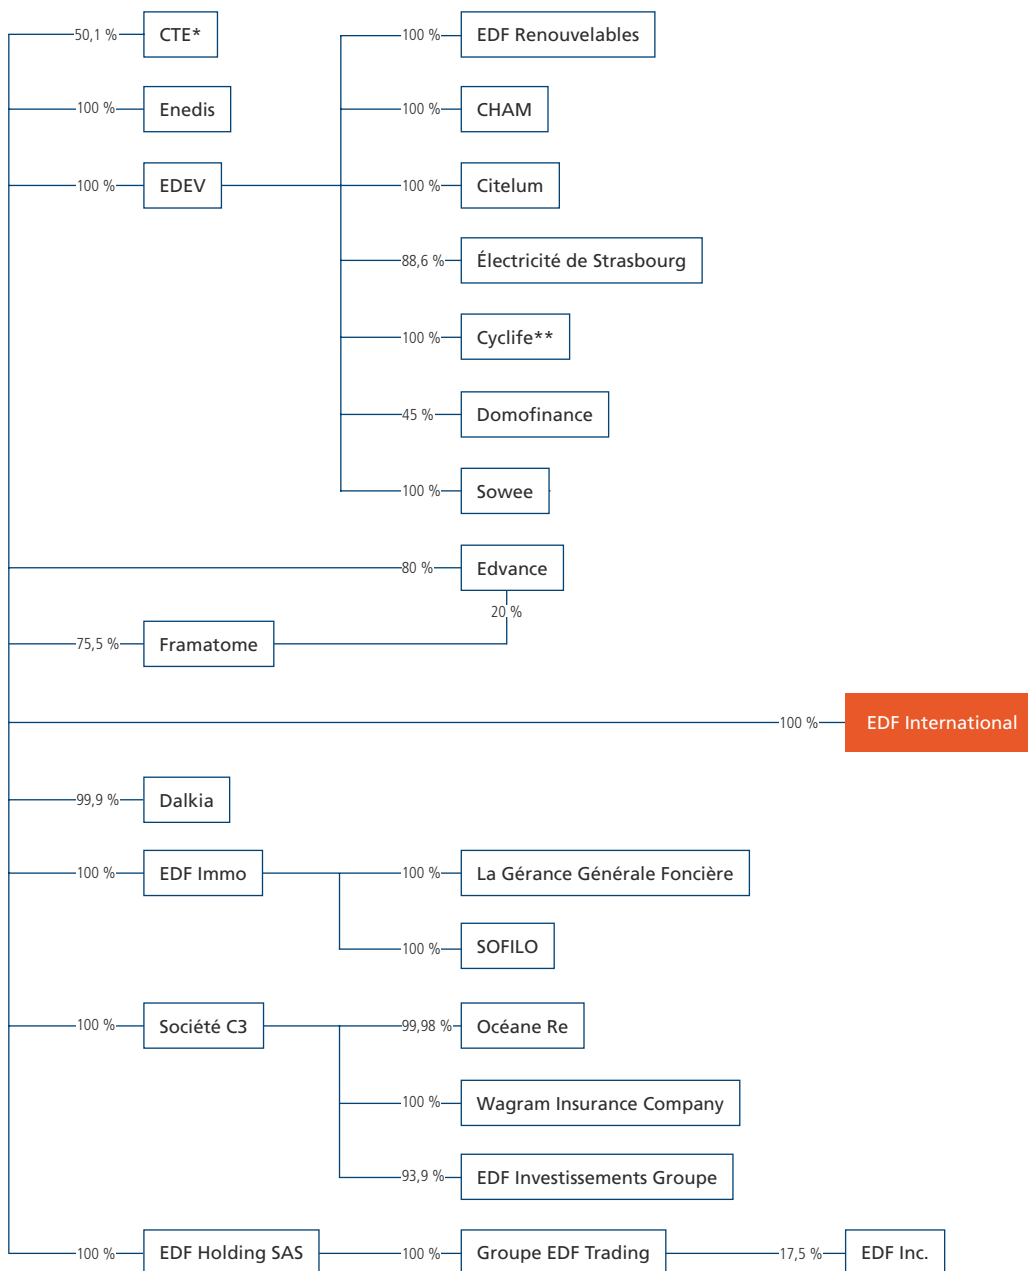 50,1 % CTE* 100 % EDF Renouvelables
100 % Enedis 100 % CHAM
100 % EDEV 100 % Citelum
88,6 % Électricité de Strasbourg
100 % Cyclife**
45 % Domofinance
100 % Sowee
80 % Edvance
20 %
75,5 % Framatome
100 % EDF International
99,9 % Dalkia
100 % EDF Immo 100 % La Gérance Générale Foncière
100 % SOFILO
100 % Société C3 99,98 % Océane Re
100 % Wagram Insurance Company
93,9 % EDF Investissements Groupe
100 % EDF Holding SAS 100 % Groupe EDF Trading 17,5 % EDF Inc.